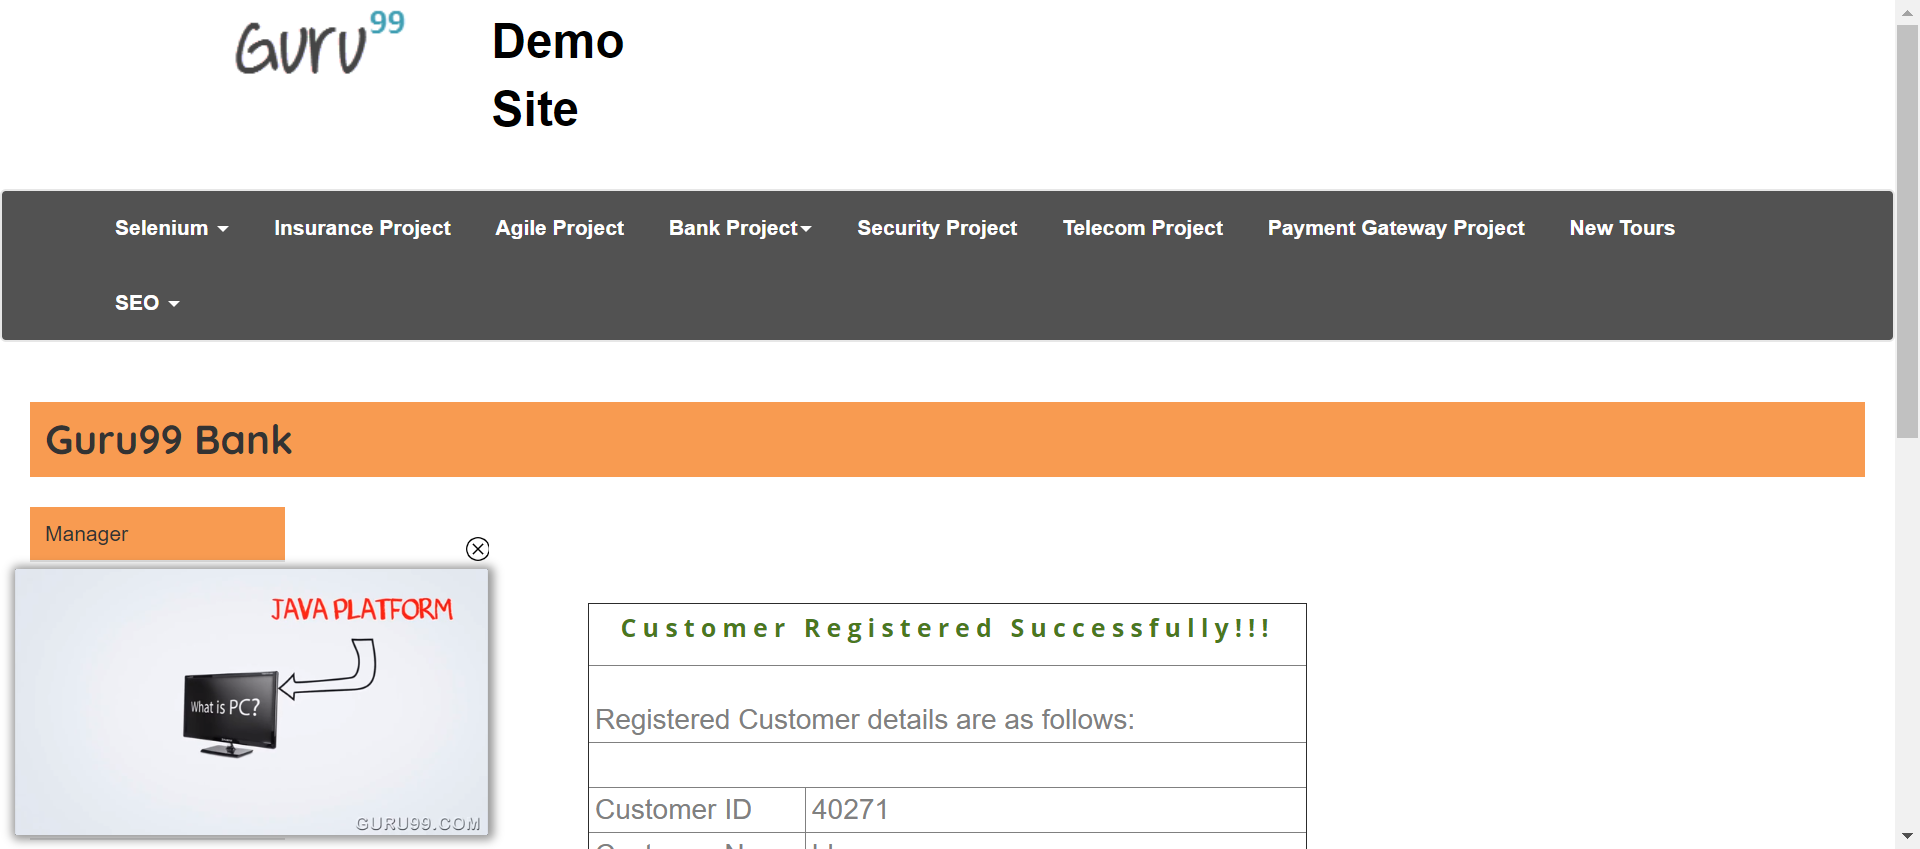 Guru99
Demo
Site
Selenium
Insurance Project
Agile Project
Bank Project
Security Project
Telecom Project
Payment Gateway Project
New Tours
SEO
Guru99 Bank
Manager
JAVA PLATFORM
What is PC?
GURU99.COM
Customer Registered Successfully!!!
Registered Customer details are as follows:
Customer ID 40271